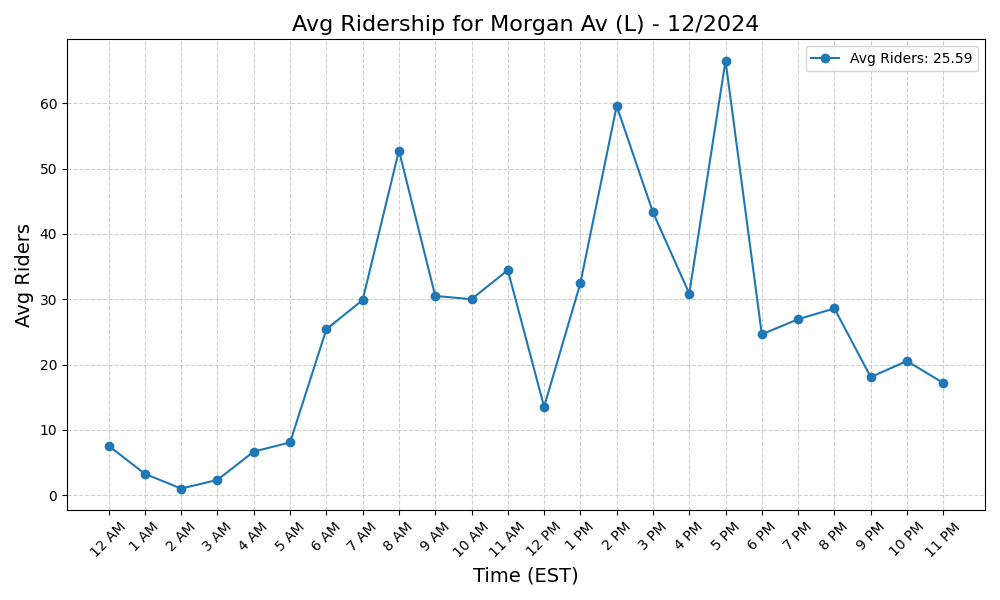 Avg Ridership for Morgan Av (L) - 12/2024
Avg Riders: 25.59
Avg Riders
60
50
40
30
20
10
0
12 AM
1 AM
2 AM
3 AM
4 AM
5 AM
6 AM
7 AM
8 AM
9 AM
10 AM
11 AM
12 PM
1 PM
2 PM
3 PM
4 PM
5 PM
6 PM
7 PM
8 PM
9 PM
10 PM
11 PM
Time (EST)